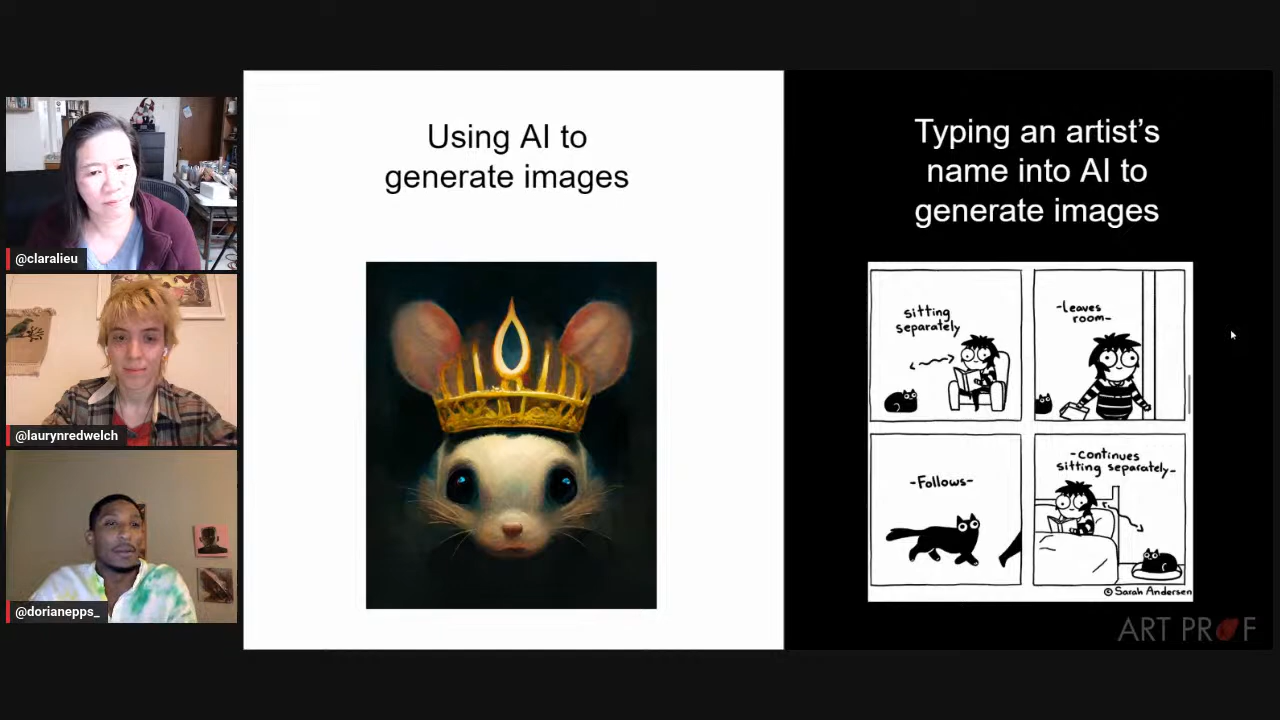 @claralieu
@laurynredwelch
@dorianepps_
Using AI to
generate images
Typing an artist's
name into AI to
generate images
sitting
separately
-leaves
room-
-Follows-
-continues
sitting separately-
© Sarah Andersen
ART PROF